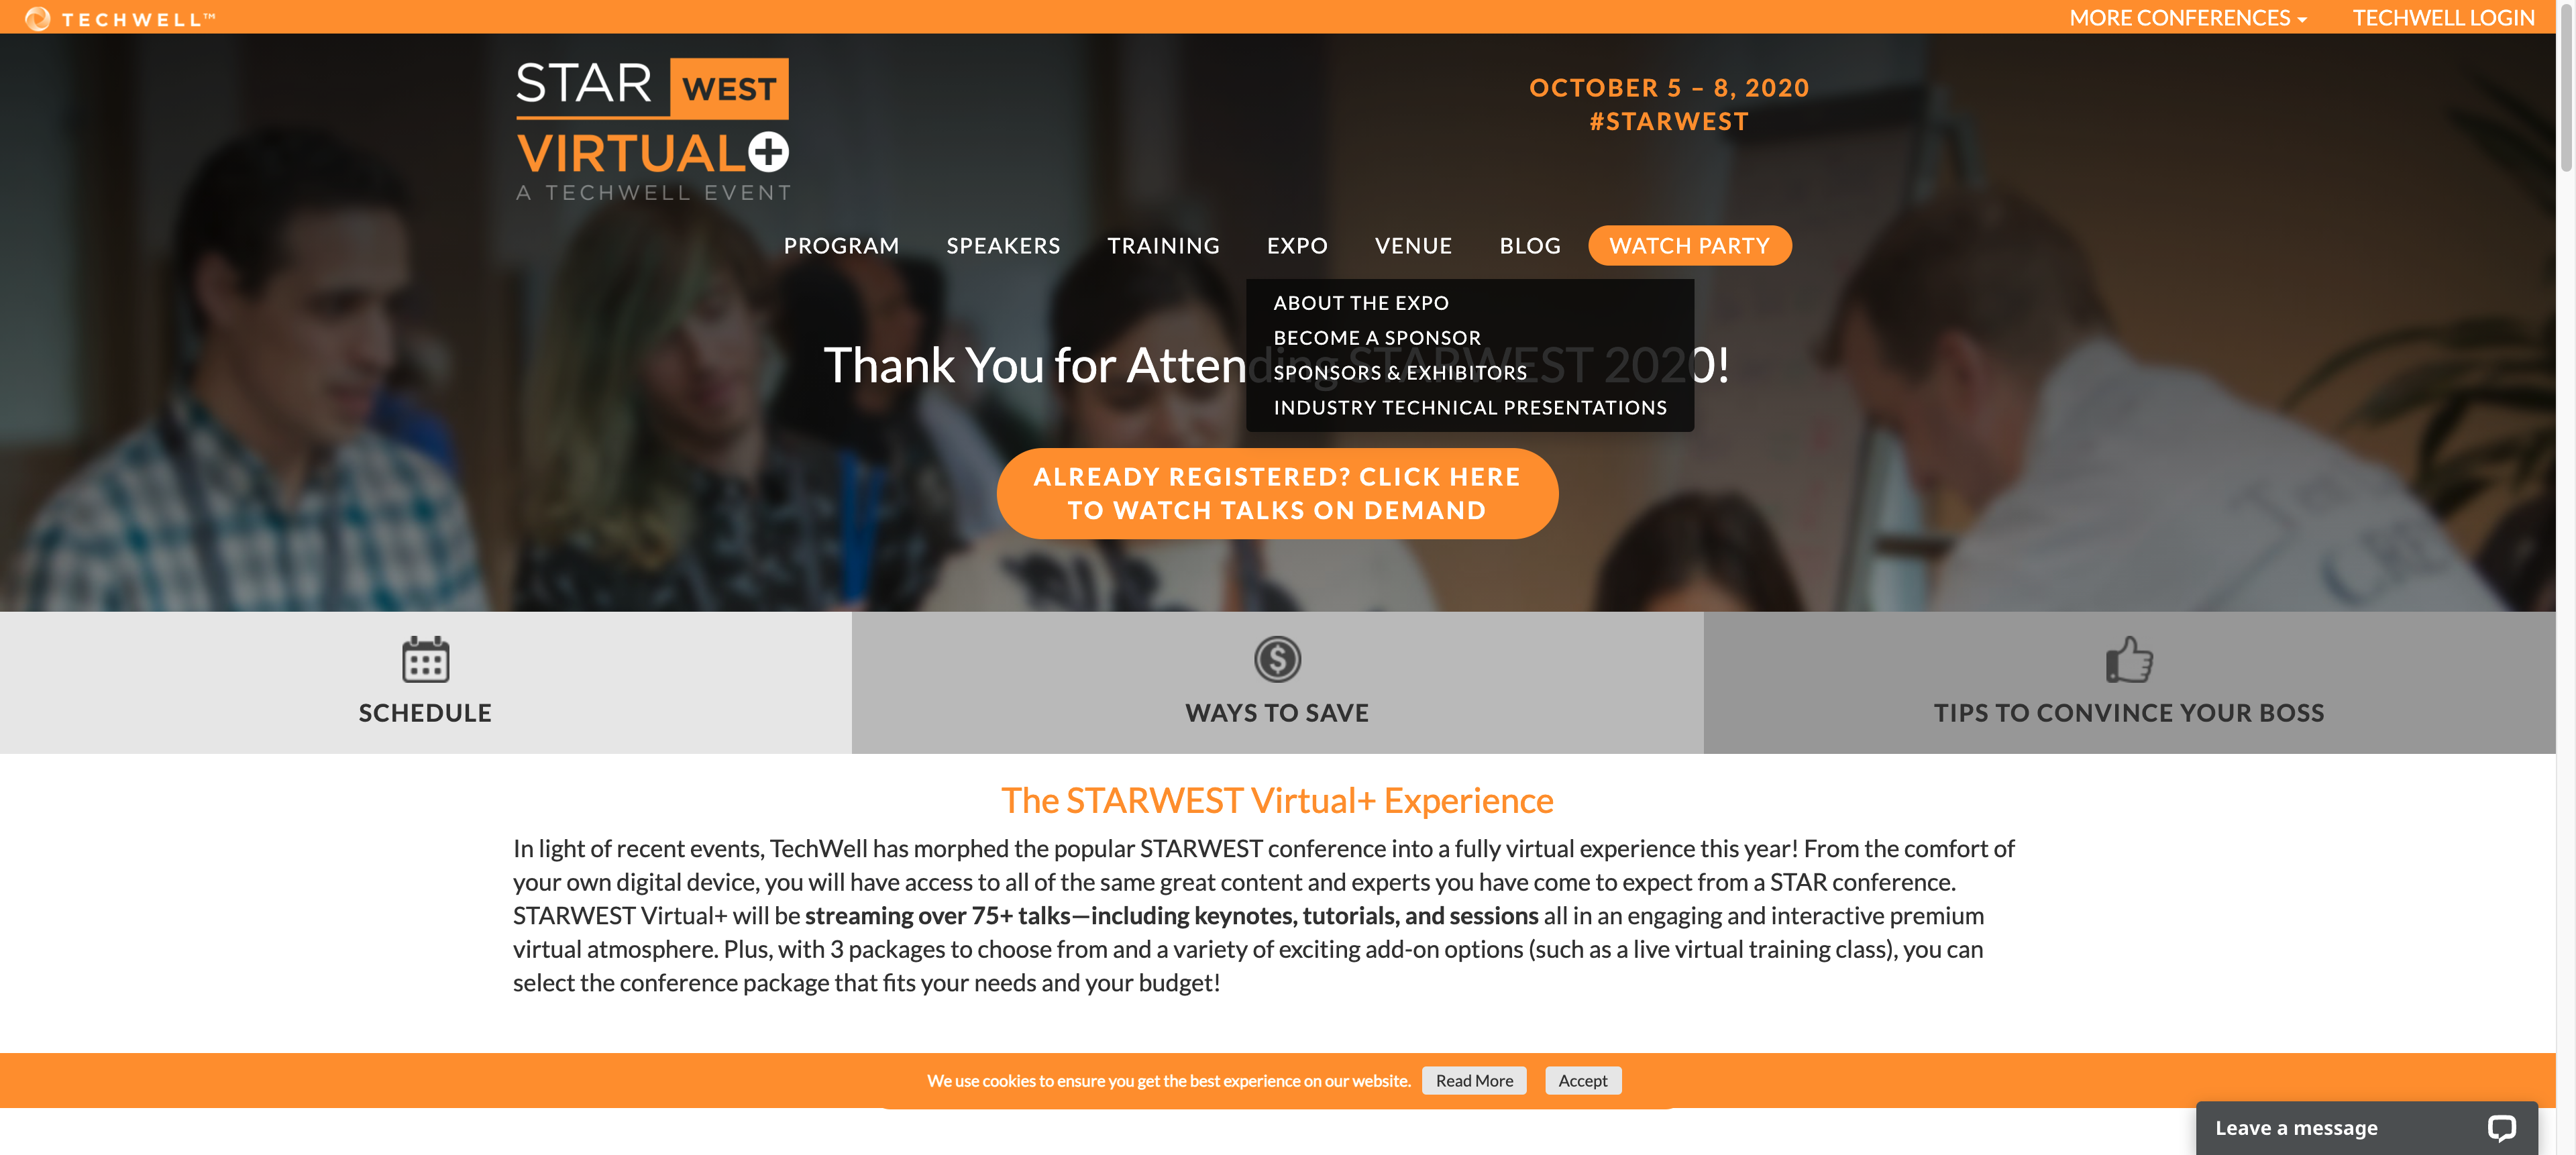 TECHWELL™
MORE CONFERENCES
TECHWELL LOGIN
STAR WEST
VIRTUAL+
A TECHWELL EVENT
OCTOBER 5 – 8, 2020
#STARWEST
PROGRAM
SPEAKERS
TRAINING
EXPO
VENUE
BLOG
WATCH PARTY
ABOUT THE EXPO
BECOME A SPONSOR
SPONSORS & EXHIBITORS
INDUSTRY TECHNICAL PRESENTATIONS
Thank You for Attending STARWEST 2020!
ALREADY REGISTERED? CLICK HERE
TO WATCH TALKS ON DEMAND
SCHEDULE
WAYS TO SAVE
TIPS TO CONVINCE YOUR BOSS
The STARWEST Virtual+ Experience
In light of recent events, TechWell has morphed the popular STARWEST conference into a fully virtual experience this year! From the comfort of
your own digital device, you will have access to all of the same great content and experts you have come to expect from a STAR conference.
STARWEST Virtual+ will be streaming over 75+ talks—including keynotes, tutorials, and sessions all in an engaging and interactive premium
virtual atmosphere. Plus, with 3 packages to choose from and a variety of exciting add-on options (such as a live virtual training class), you can
select the conference package that fits your needs and your budget!
We use cookies to ensure you get the best experience on our website.
Read More
Accept
Leave a message